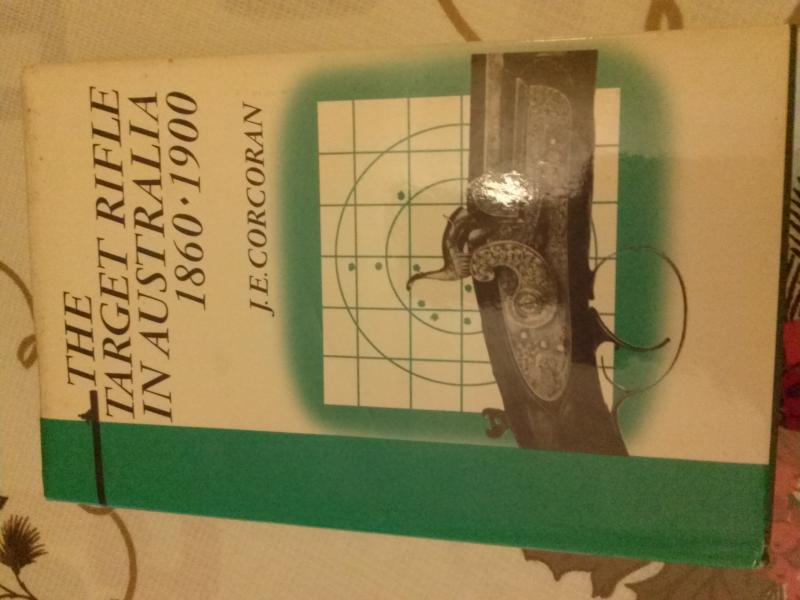 THE
TARGET RIFLE
IN AUSTRALIA
1860·1900
J.E. CORCORAN